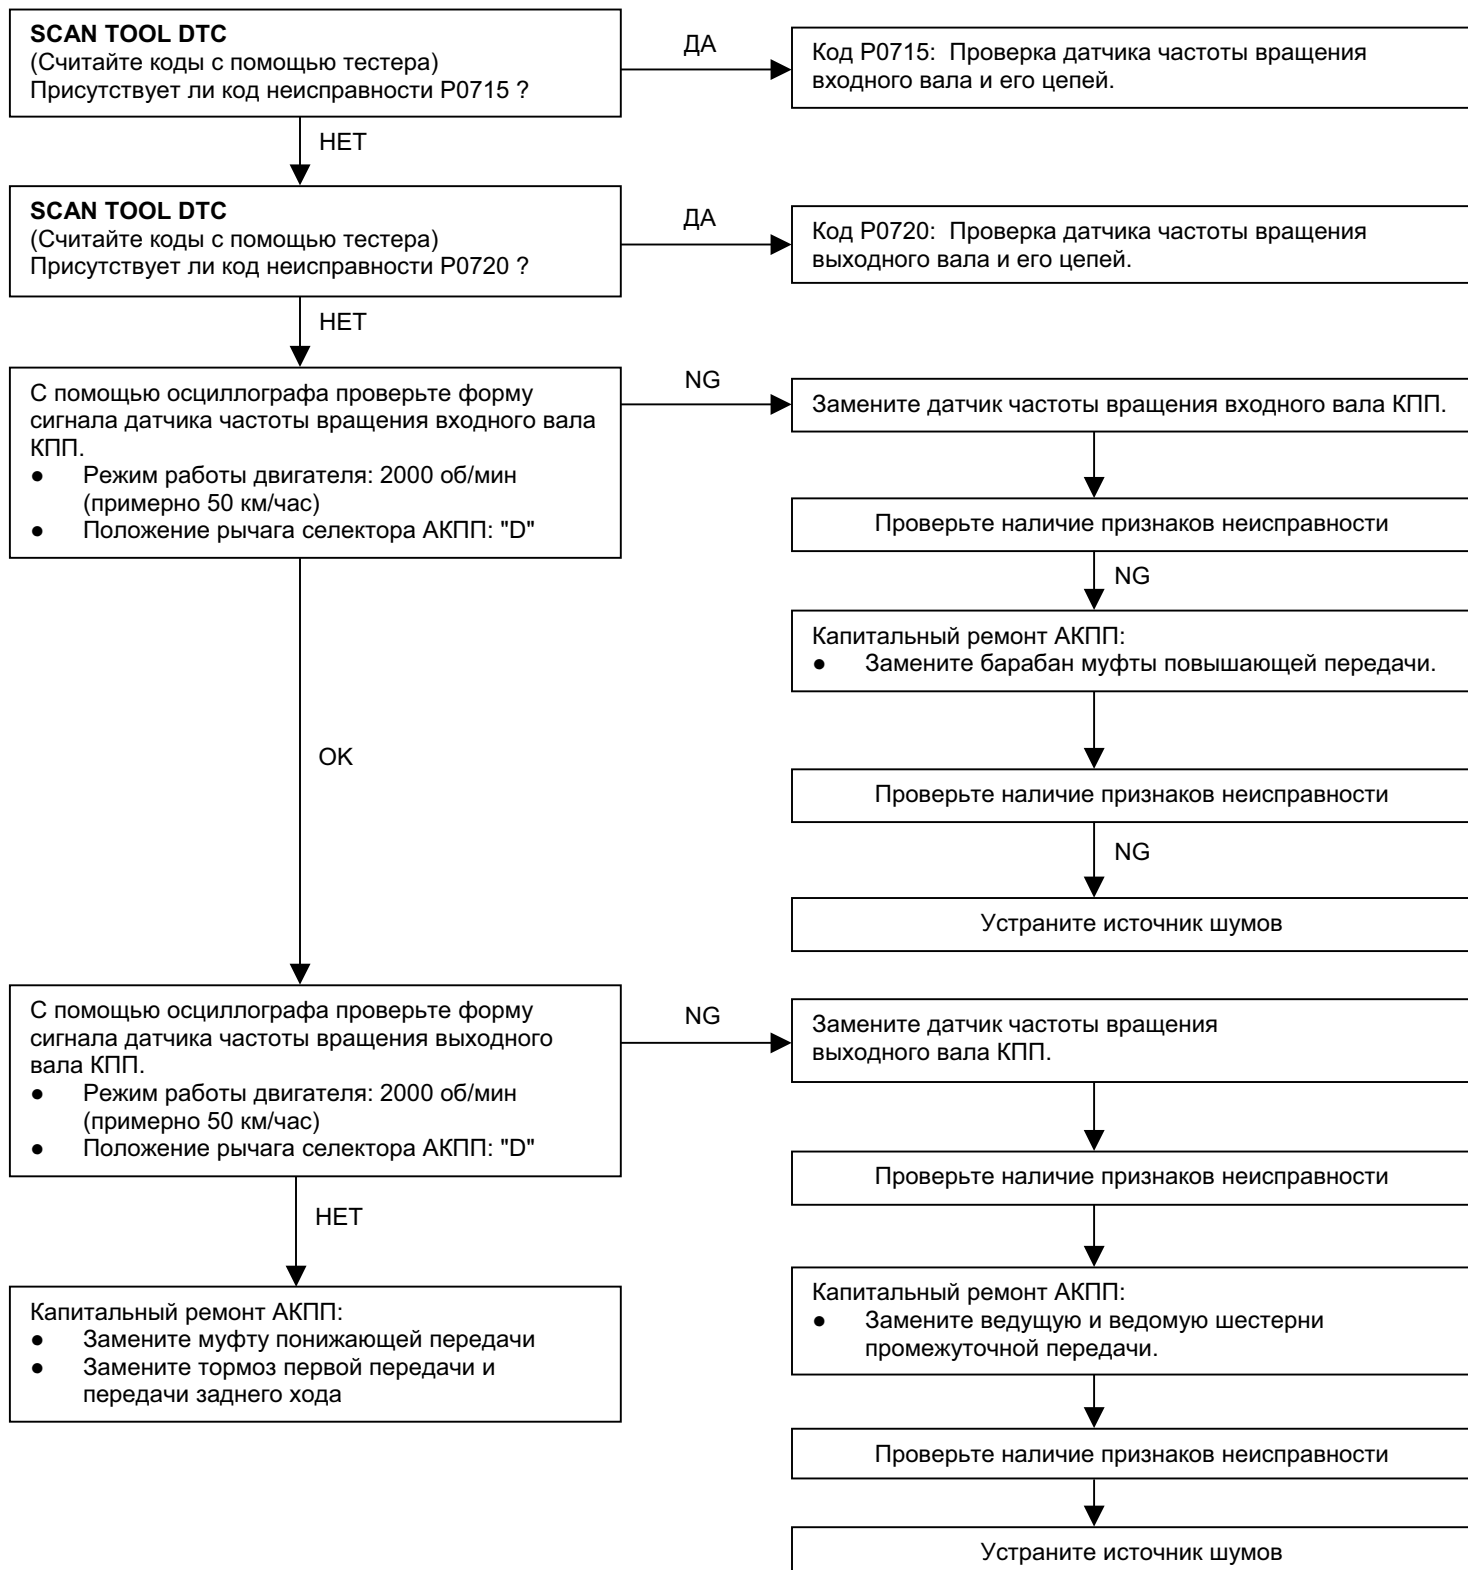 SCAN TOOL DTC
(Считайте коды с помощью тестера)
Присутствует ли код неисправности P0715 ?
ДА
Код P0715: Проверка датчика частоты вращения
входного вала и его цепей.
НЕТ
SCAN TOOL DTC
(Считайте коды с помощью тестера)
Присутствует ли код неисправности P0720 ?
ДА
Код P0720: Проверка датчика частоты вращения
выходного вала и его цепей.
НЕТ
С помощью осциллографа проверьте форму
сигнала датчика частоты вращения входного вала
КПП.
● Режим работы двигателя: 2000 об/мин
(примерно 50 км/час)
● Положение рычага селектора АКПП: "D"
NG
Замените датчик частоты вращения входного вала КПП.
Проверьте наличие признаков неисправности
NG
Капитальный ремонт АКПП:
● Замените барабан муфты повышающей передачи.
Проверьте наличие признаков неисправности
NG
Устраните источник шумов
OK
С помощью осциллографа проверьте форму
сигнала датчика частоты вращения выходного
вала КПП.
● Режим работы двигателя: 2000 об/мин
(примерно 50 км/час)
● Положение рычага селектора АКПП: "D"
NG
Замените датчик частоты вращения
выходного вала КПП.
Проверьте наличие признаков неисправности
Капитальный ремонт АКПП:
● Замените ведущую и ведомую шестерни
промежуточной передачи.
Проверьте наличие признаков неисправности
Устраните источник шумов
НЕТ
Капитальный ремонт АКПП:
● Замените муфту понижающей передачи
● Замените тормоз первой передачи и
передачи заднего хода